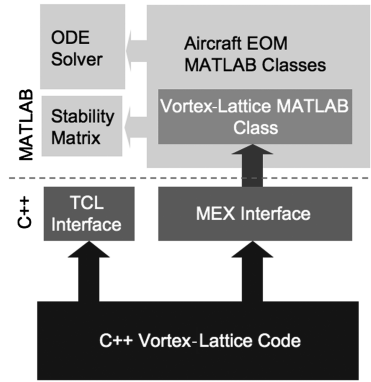 ODE
Solver
Aircraft EOM
MATLAB Classes
Stability
Matrix
Vortex-Lattice MATLAB
Class
MATLAB
C++
TCL
Interface
MEX Interface
C++ Vortex-Lattice Code